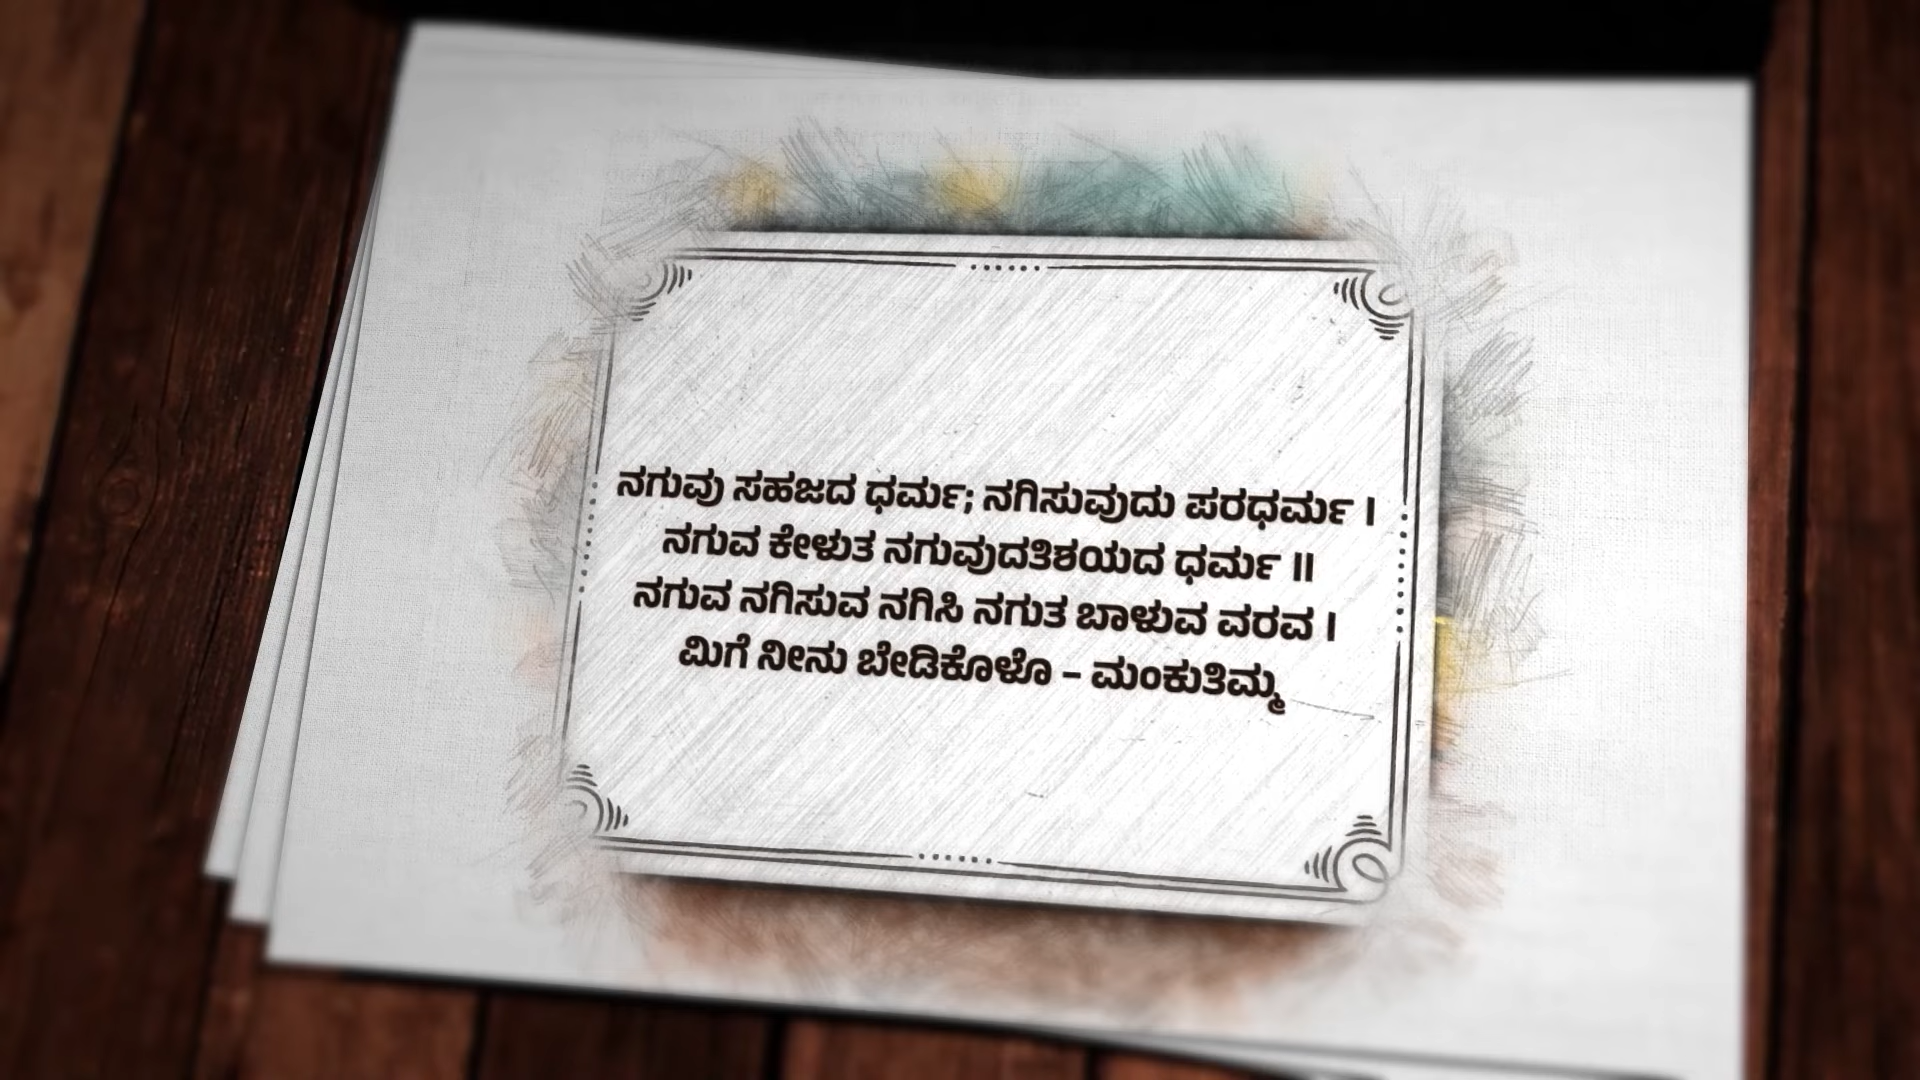 ನಗುವು ಸಹಜದ ಧರ್ಮ; ನಗಿಸುವುದು ಪರಧರ್ಮ ।
ನಗುವ ಕೇಳುತ ನಗುವುದತಿಶಯದ ಧರ್ಮ ॥
ನಗುವ ನಗಿಸುವ ನಗಿಸಿ ನಗುತ ಬಾಳುವ ವರವ ।
ಮಿಗೆ ನೀನು ಬೇಡಿಕೊಳೊ – ಮಂಕುತಿಮ್ಮ